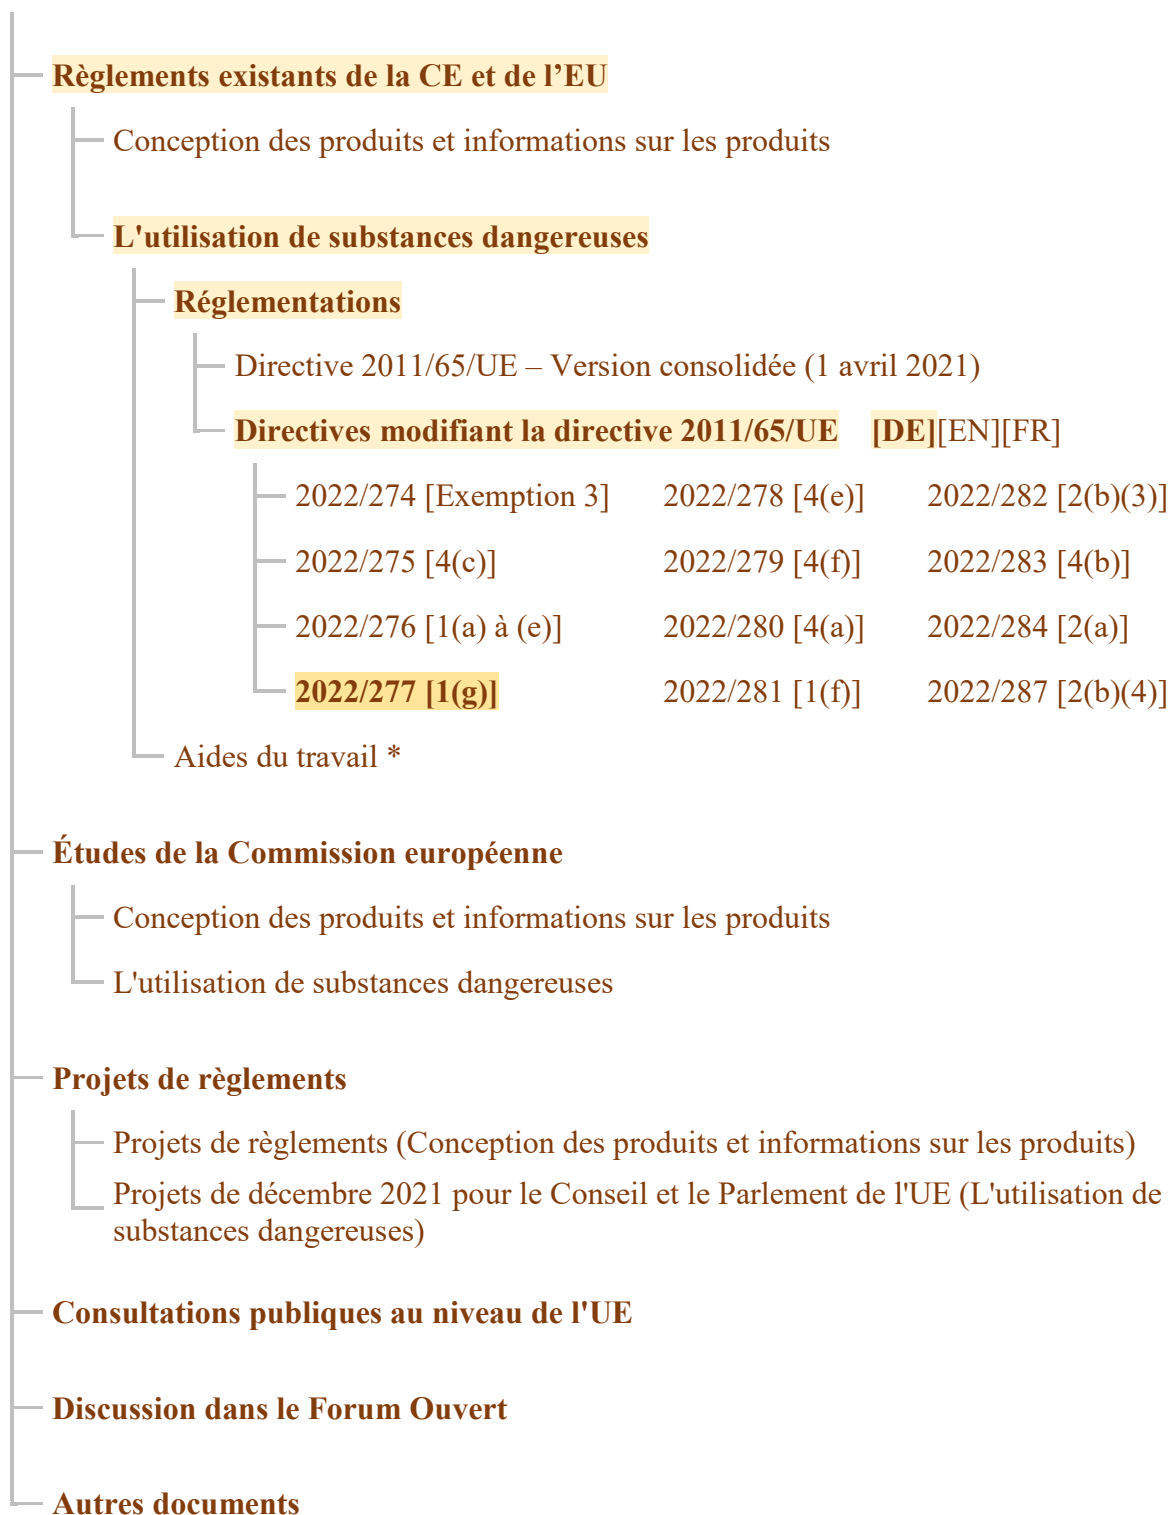 Règlements existants de la CE et de l’EU
Conception des produits et informations sur les produits
L'utilisation de substances dangereuses
Réglementations
Directive 2011/65/UE – Version consolidée (1 avril 2021)
Directives modifiant la directive 2011/65/UE [DE][EN][FR]
2022/274 [Exemption 3] 2022/278 [4(e)] 2022/282 [2(b)(3)]
2022/275 [4(c)] 2022/279 [4(f)] 2022/283 [4(b)]
2022/276 [1(a) à (e)] 2022/280 [4(a)] 2022/284 [2(a)]
2022/277 [1(g)] 2022/281 [1(f)] 2022/287 [2(b)(4)]
Aides du travail *
Études de la Commission européenne
Conception des produits et informations sur les produits
L'utilisation de substances dangereuses
Projets de règlements
Projets de règlements (Conception des produits et informations sur les produits)
Projets de décembre 2021 pour le Conseil et le Parlement de l'UE (L'utilisation de
substances dangereuses)
Consultations publiques au niveau de l'UE
Discussion dans le Forum Ouvert
Autres documents